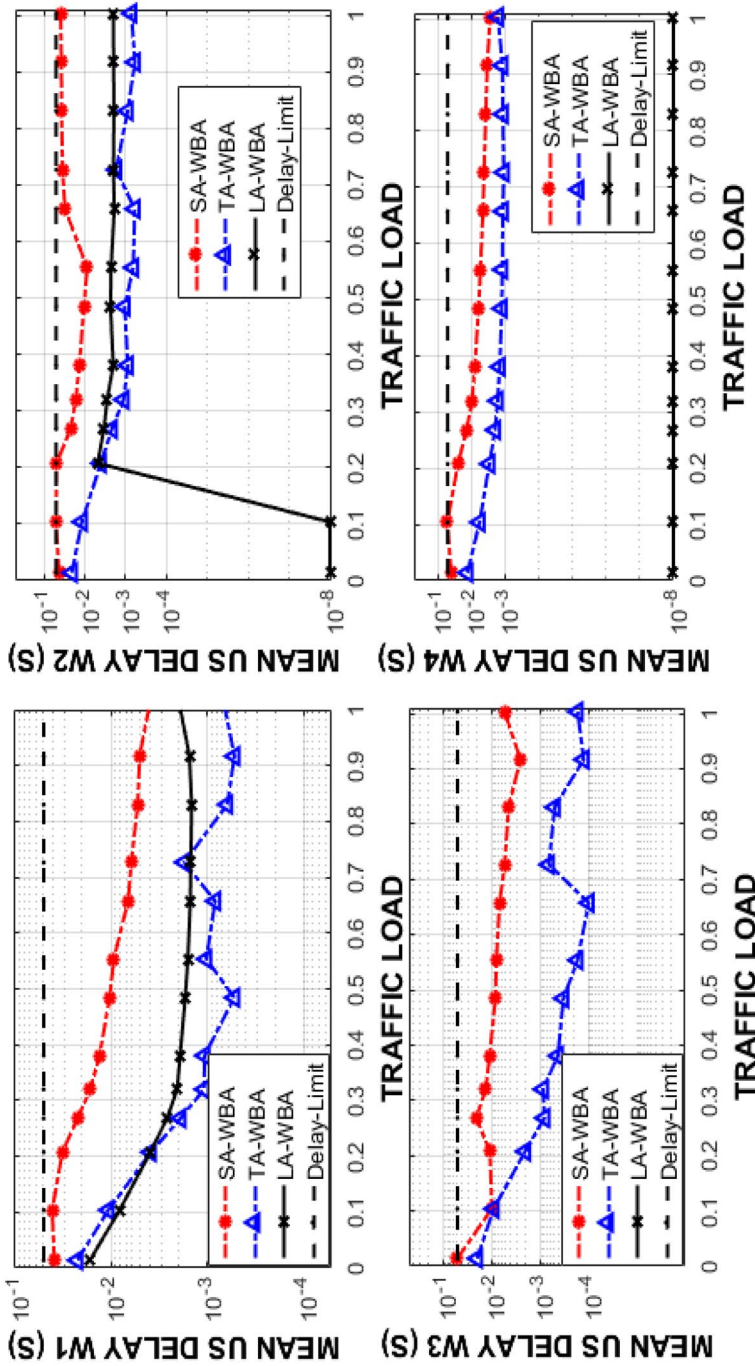 MEAN US DELAY W1 (S)
10-1
10-2
10-3
10-4
SA-WBA
TA-WBA
LA-WBA
Delay-Limit
0 0.1 0.2 0.3 0.4 0.5 0.6 0.7 0.8 0.9 1
TRAFFIC LOAD
MEAN US DELAY W2 (S)
10-1
10-2
10-3
10-4
10-8
SA-WBA
TA-WBA
LA-WBA
Delay-Limit
0 0.1 0.2 0.3 0.4 0.5 0.6 0.7 0.8 0.9 1
TRAFFIC LOAD
MEAN US DELAY W3 (S)
10-1
10-2
10-3
10-4
SA-WBA
TA-WBA
LA-WBA
Delay-Limit
0 0.1 0.2 0.3 0.4 0.5 0.6 0.7 0.8 0.9 1
TRAFFIC LOAD
MEAN US DELAY W4 (S)
10-1
10-2
10-3
10-8
SA-WBA
TA-WBA
LA-WBA
Delay-Limit
0 0.1 0.2 0.3 0.4 0.5 0.6 0.7 0.8 0.9 1
TRAFFIC LOAD